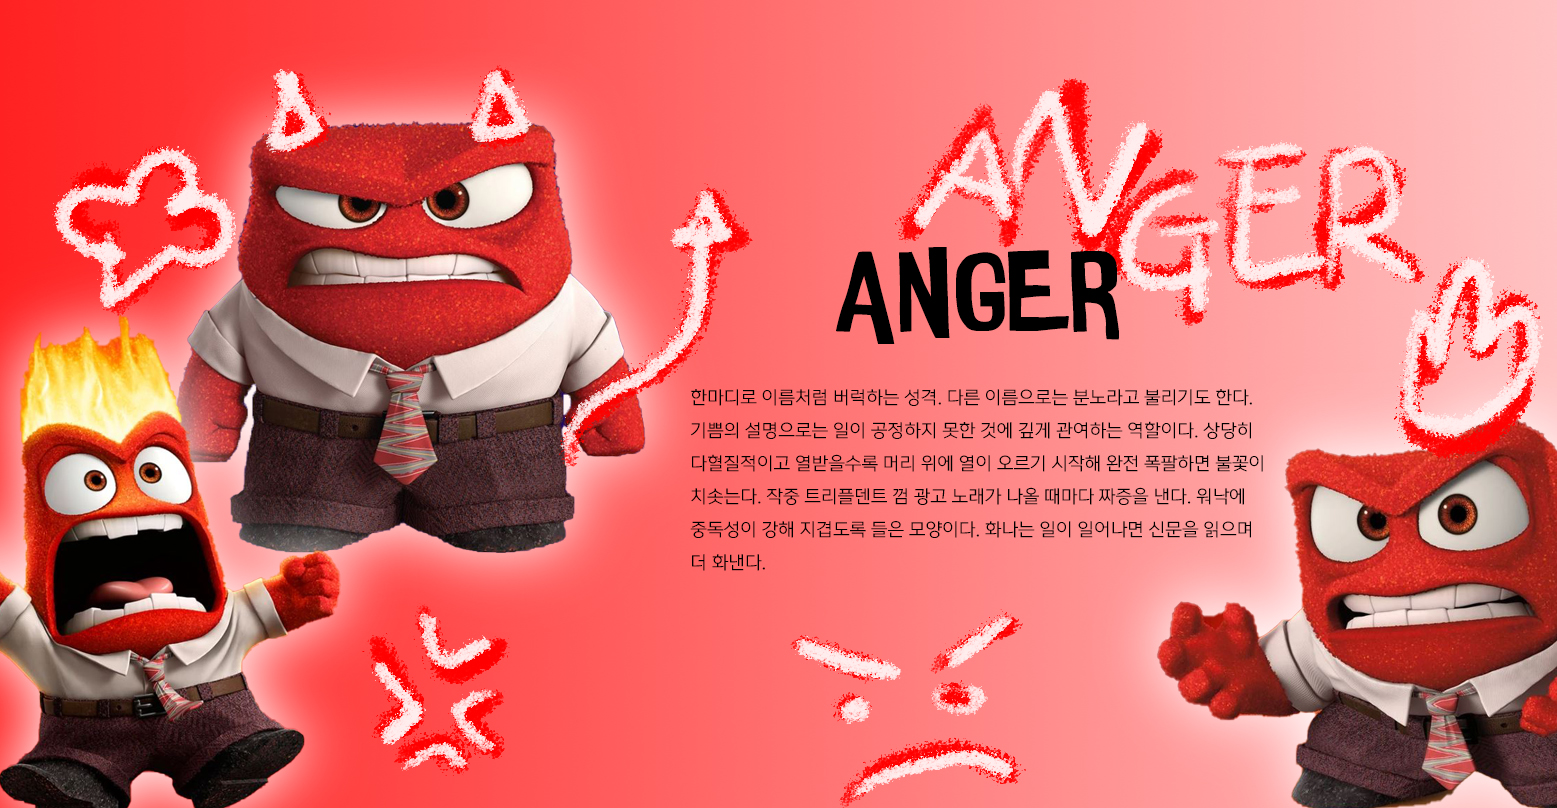 ANGER
ANGER
한마디로 이름처럼 버럭하는 성격. 다른 이름으로는 분노라고 불리기도 한다.
기쁨의 설명으로는 일이 공정하지 못한 것에 깊게 관여하는 역할이다. 상당히
다혈질적이고 열받을수록 머리 위에 열이 오르기 시작해 완전 폭팔하면 불꽃이
치솟는다. 작중 트리플덴트 껌 광고 노래가 나올 때마다 짜증을 낸다. 워낙에
중독성이 강해 지겹도록 들은 모양이다. 화나는 일이 일어나면 신문을 읽으며
더 화낸다.